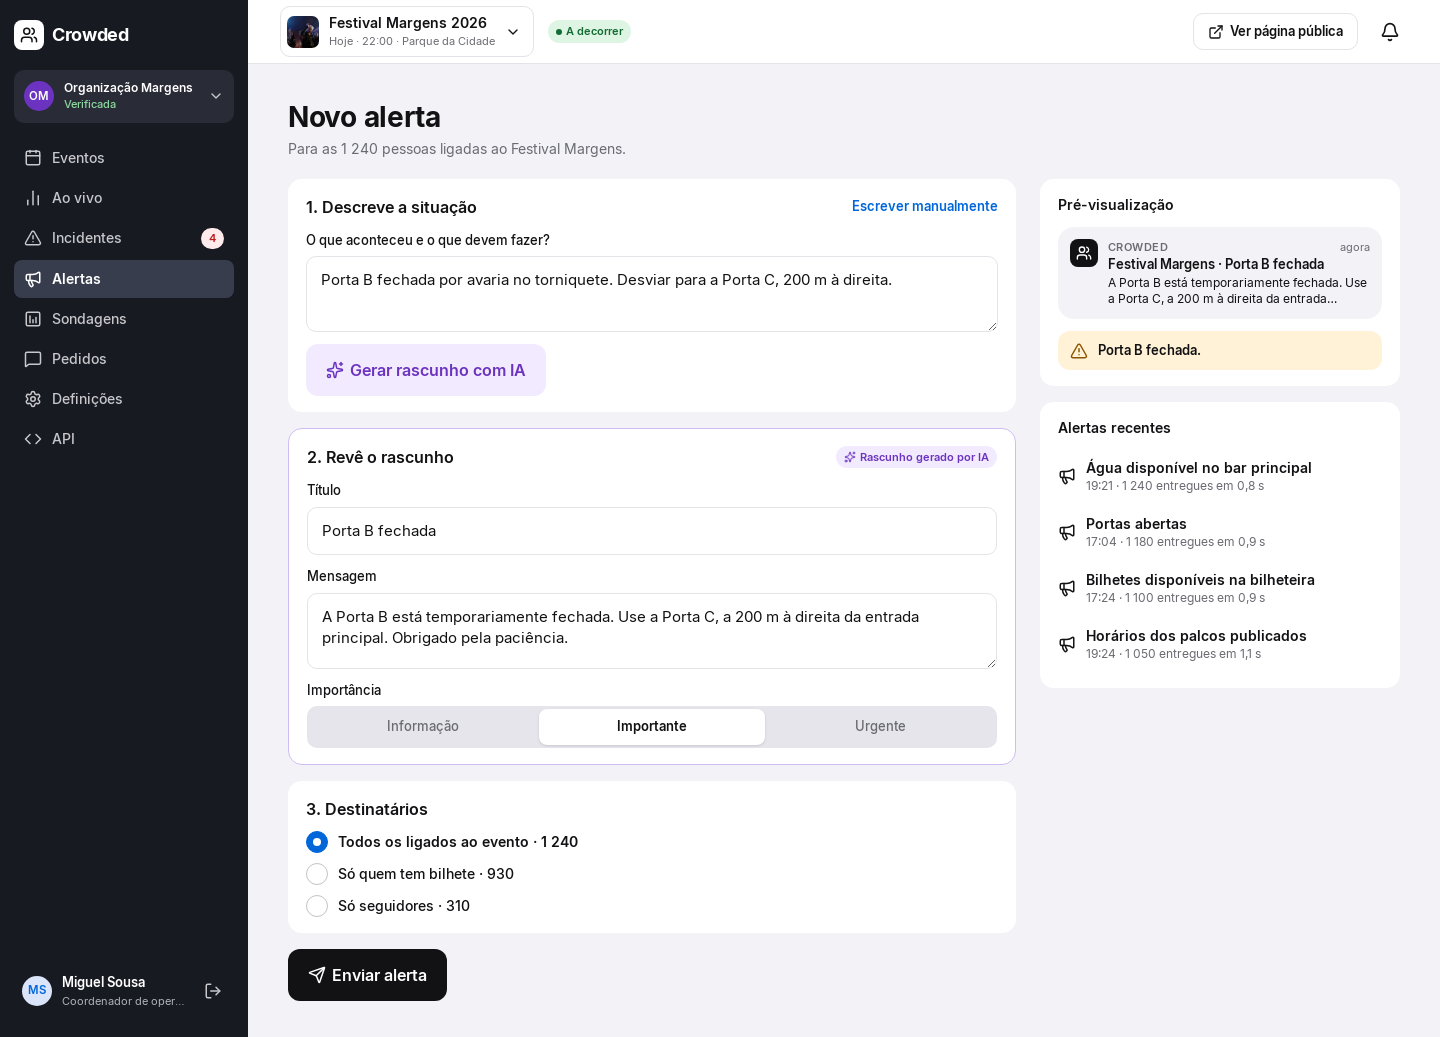 Crowded
OM
Organização Margens
Verificada
Eventos
Ao vivo
Incidentes
4
Alertas
Sondagens
Pedidos
Definições
API
MS
Miguel Sousa
Coordenador de oper...
Festival Margens 2026
Hoje · 22:00 · Parque da Cidade
A decorrer
Ver página pública
Novo alerta
Para as 1 240 pessoas ligadas ao Festival Margens.
1. Descreve a situação
Escrever manualmente
O que aconteceu e o que devem fazer?
Porta B fechada por avaria no torniquete. Desviar para a Porta C, 200 m à direita.
Gerar rascunho com IA
2. Revê o rascunho
Rascunho gerado por IA
Título
Porta B fechada
Mensagem
A Porta B está temporariamente fechada. Use a Porta C, a 200 m à direita da entrada
principal. Obrigado pela paciência.
Importância
Informação
Importante
Urgente
3. Destinatários
Todos os ligados ao evento · 1 240
Só quem tem bilhete · 930
Só seguidores · 310
Enviar alerta
Pré-visualização
CROWDED
agora
Festival Margens · Porta B fechada
A Porta B está temporariamente fechada. Use
a Porta C, a 200 m à direita da entrada...
Porta B fechada.
Alertas recentes
Água disponível no bar principal
19:21 · 1 240 entregues em 0,8 s
Portas abertas
17:04 · 1 180 entregues em 0,9 s
Bilhetes disponíveis na bilheteira
17:24 · 1 100 entregues em 0,9 s
Horários dos palcos publicados
19:24 · 1 050 entregues em 1,1 s